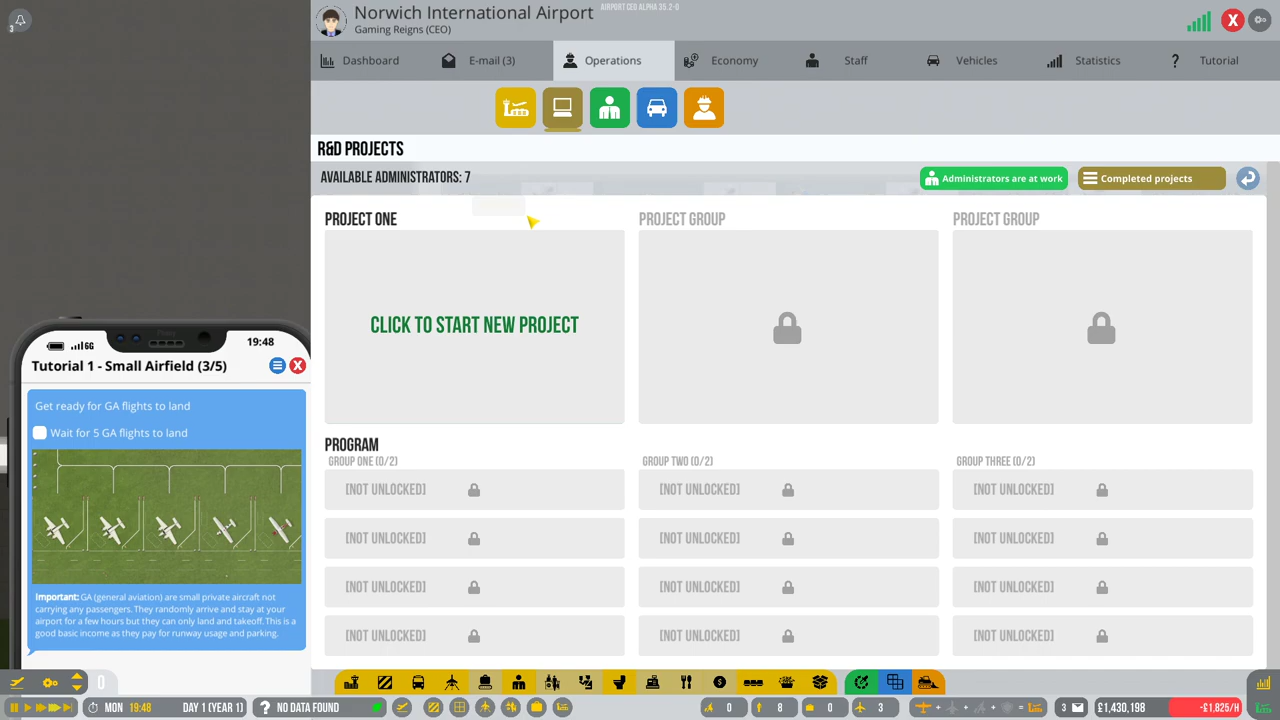 3
Norwich International Airport
AIRPORT CEO ALPHA 35.2-0
Gaming Reigns (CEO)
Dashboard
E-mail (3)
Operations
Economy
Staff
Vehicles
Statistics
Tutorial
R&D PROJECTS
AVAILABLE ADMINISTRATORS: 7
Administrators are at work
Completed projects
PROJECT ONE
PROJECT GROUP
PROJECT GROUP
CLICK TO START NEW PROJECT
PROGRAM
GROUP ONE (0/2)
GROUP TWO (0/2)
GROUP THREE (0/2)
[NOT UNLOCKED]
[NOT UNLOCKED]
[NOT UNLOCKED]
[NOT UNLOCKED]
[NOT UNLOCKED]
[NOT UNLOCKED]
[NOT UNLOCKED]
[NOT UNLOCKED]
[NOT UNLOCKED]
[NOT UNLOCKED]
[NOT UNLOCKED]
[NOT UNLOCKED]
6G
19:48
Tutorial 1 - Small Airfield (3/5)
Get ready for GA flights to land
Wait for 5 GA flights to land
Important: GA (general aviation) are small private aircraft not
carrying any passengers. They randomly arrive and stay at your
airport for a few hours but they can only land and takeoff. This is a
good basic income as they pay for runway usage and parking.
0
MON 19:48
DAY 1 (YEAR 1)
? NO DATA FOUND
0
8
0
3
3
£1,430,198
-£1,825/H